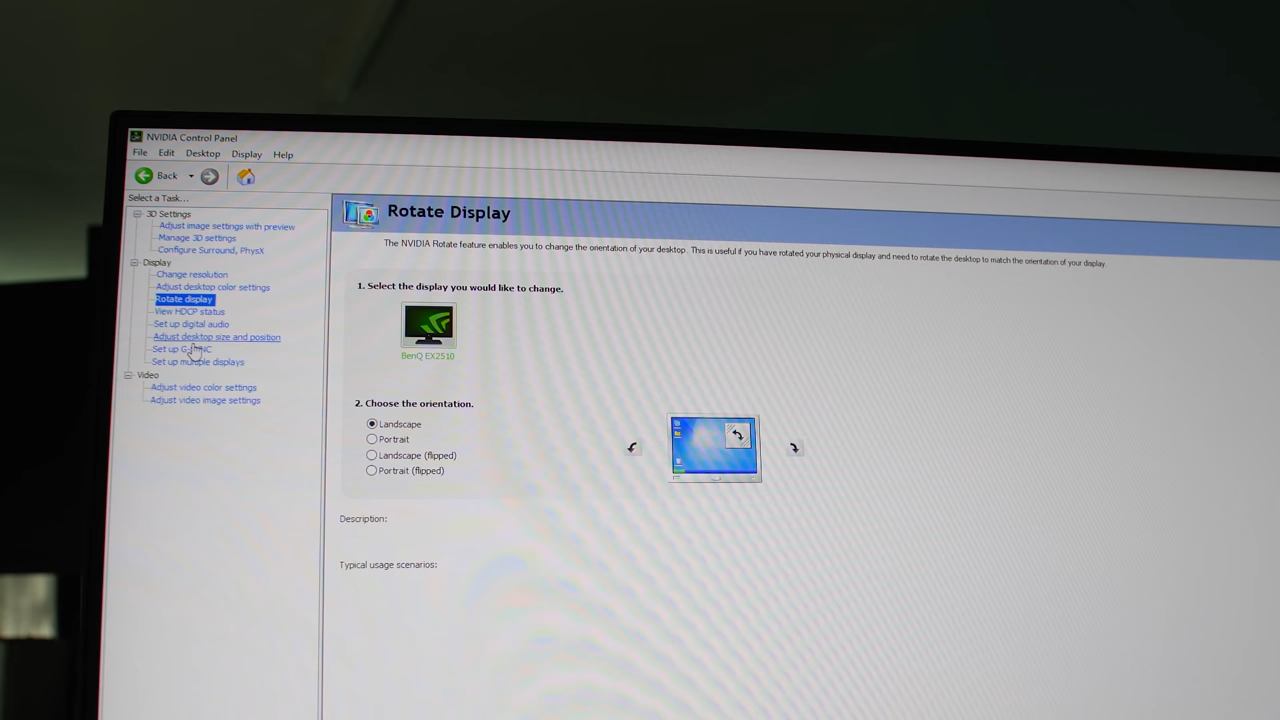 NVIDIA Control Panel
File Edit Desktop Display Help
Back
Select a Task...
3D Settings
Adjust image settings with preview
Manage 3D settings
Configure Surround, PhysX
Display
Change resolution
Adjust desktop color settings
Rotate display
View HDCP status
Set up digital audio
Adjust desktop size and position
Set up G-SYNC
Set up multiple displays
Video
Adjust video color settings
Adjust video image settings
Rotate Display
The NVIDIA Rotate feature enables you to change the orientation of your desktop. This is useful if you have rotated your physical display and need to rotate the desktop to match the orientation of your display.
1. Select the display you would like to change.
BenQ EX2510
2. Choose the orientation.
Landscape
Portrait
Landscape (flipped)
Portrait (flipped)
Description:
Typical usage scenarios: